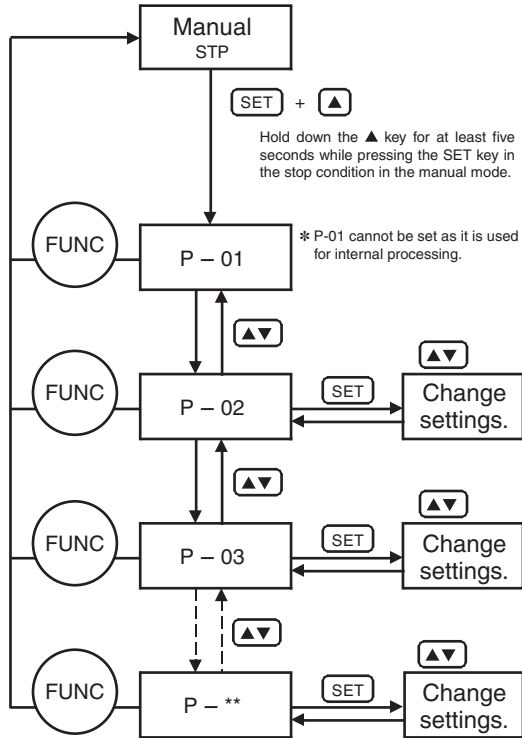 Manual
STP
SET + ▲
Hold down the ▲ key for at least five
seconds while pressing the SET key in
the stop condition in the manual mode.
FUNC
P – 01
✻ P-01 cannot be set as it is used
for internal processing.
▲▼
▲▼
FUNC
P – 02
SET
Change
settings.
▲▼
▲▼
FUNC
P – 03
SET
Change
settings.
▲▼
▲▼
FUNC
P – **
SET
Change
settings.